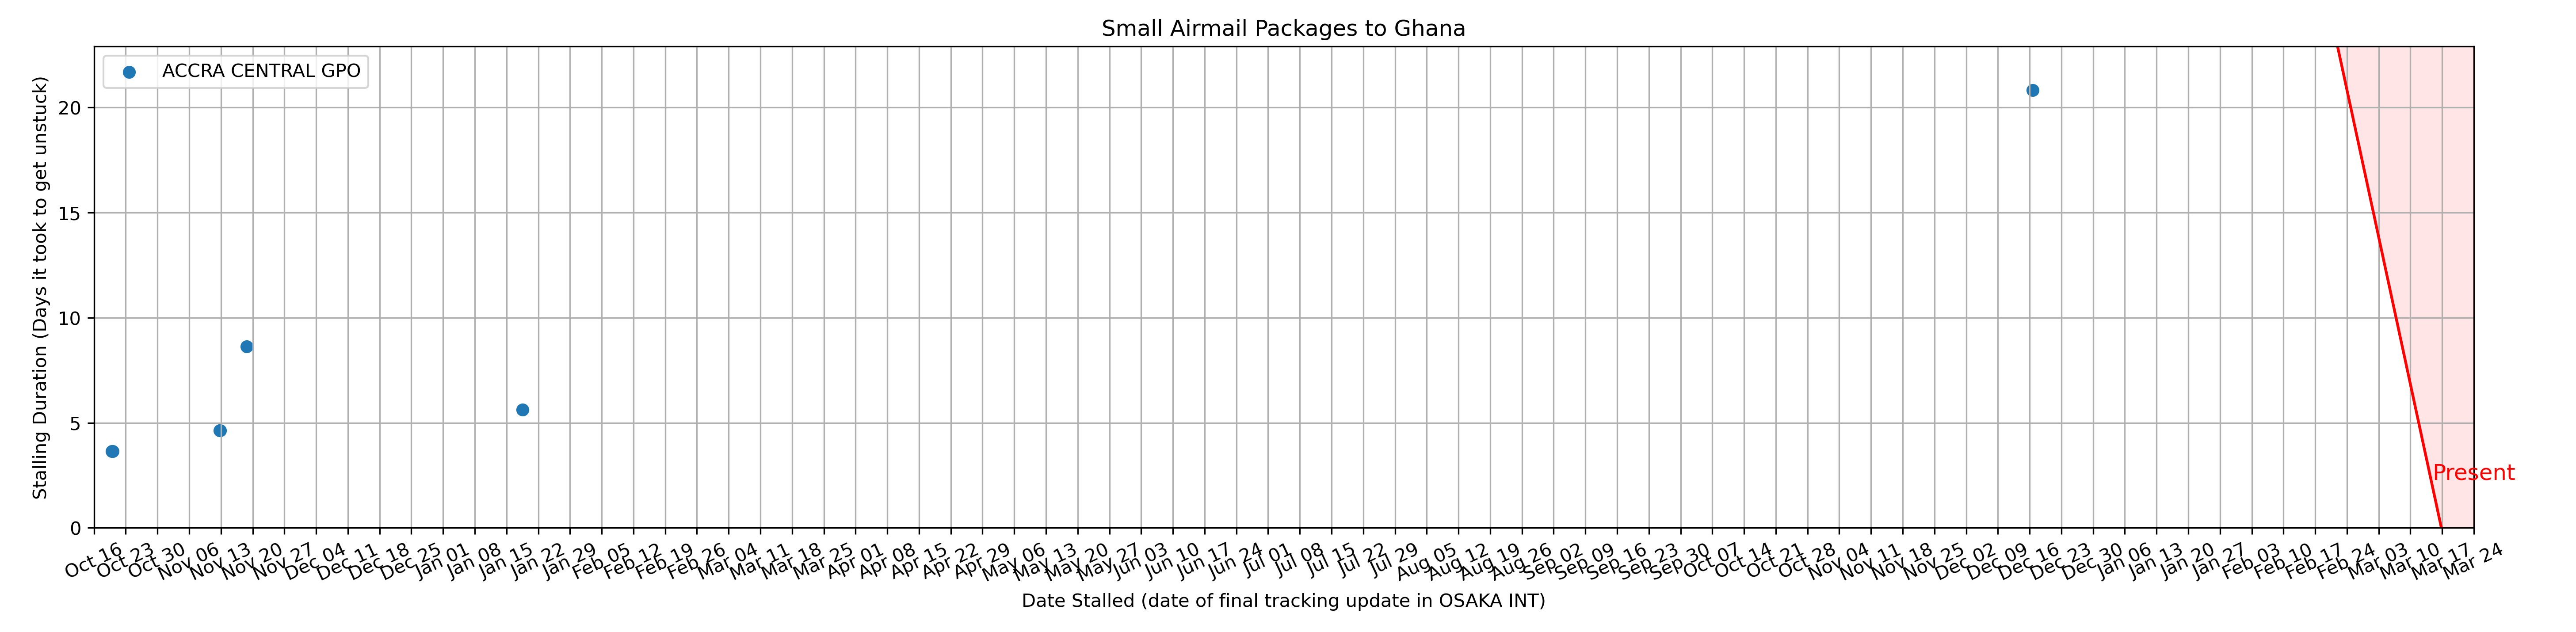 Small Airmail Packages to Ghana
ACCRA CENTRAL GPO
Stalling Duration (Days it took to get unstuck)
20
15
10
5
0
Present
Oct 16
Oct 23
Oct 30
Nov 06
Nov 13
Nov 20
Nov 27
Dec 04
Dec 11
Dec 18
Dec 25
Jan 01
Jan 08
Jan 15
Jan 22
Jan 29
Feb 05
Feb 12
Feb 19
Feb 26
Mar 04
Mar 11
Mar 18
Mar 25
Apr 01
Apr 08
Apr 15
Apr 22
Apr 29
May 06
May 13
May 20
May 27
Jun 03
Jun 10
Jun 17
Jun 24
Jul 01
Jul 08
Jul 15
Jul 22
Jul 29
Aug 05
Aug 12
Aug 19
Aug 26
Sep 02
Sep 09
Sep 16
Sep 23
Sep 30
Oct 07
Oct 14
Oct 21
Oct 28
Nov 04
Nov 11
Nov 18
Nov 25
Dec 02
Dec 09
Dec 16
Dec 23
Dec 30
Jan 06
Jan 13
Jan 20
Jan 27
Feb 03
Feb 10
Feb 17
Feb 24
Mar 03
Mar 10
Mar 17
Mar 24
Date Stalled (date of final tracking update in OSAKA INT)